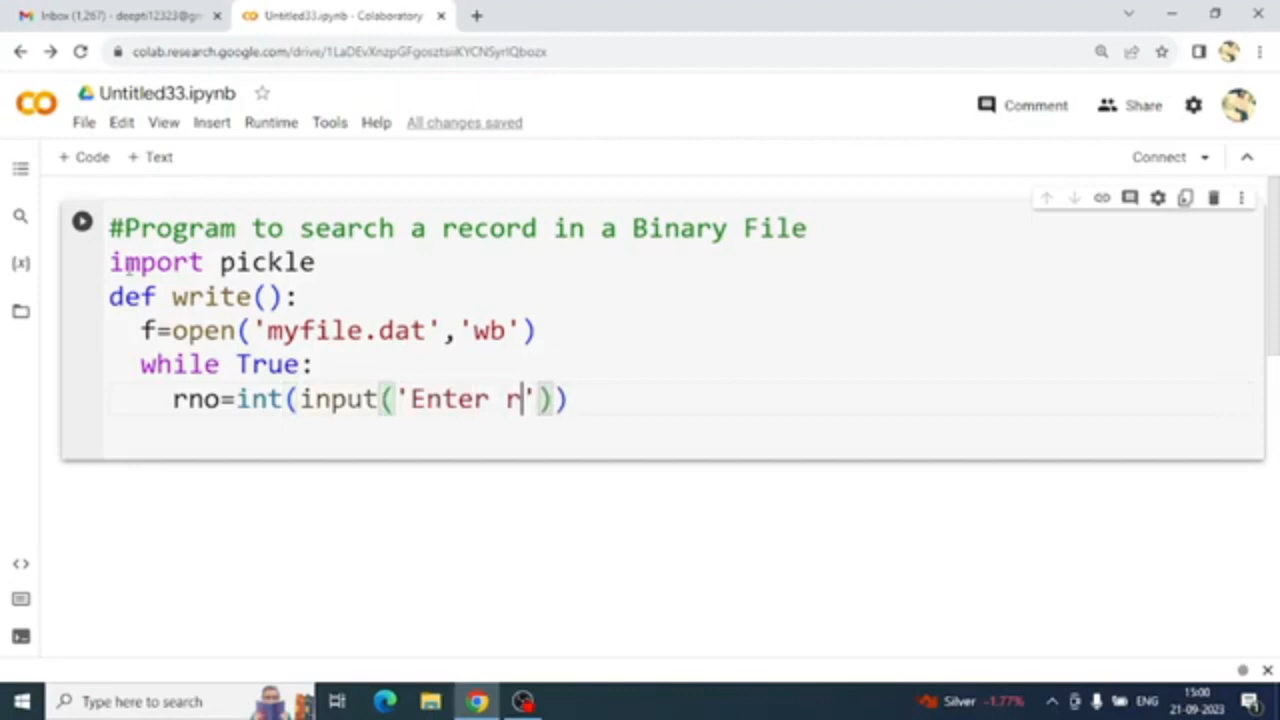 Inbox (1,267) - deepti12323@gm
Untitled33.ipynb - Colaboratory
colab.research.google.com/drive/
Untitled33.ipynb
Comment
Share
File Edit View Insert Runtime Tools Help All changes saved
+ Code + Text
Connect
#Program to search a record in a Binary File
import pickle
def write():
f=open('myfile.dat','wb')
while True:
rno=int(input('Enter r'))
{x}
<>
Type here to search
Silver -1.77%
ENG
15:00
21-09-2023
1